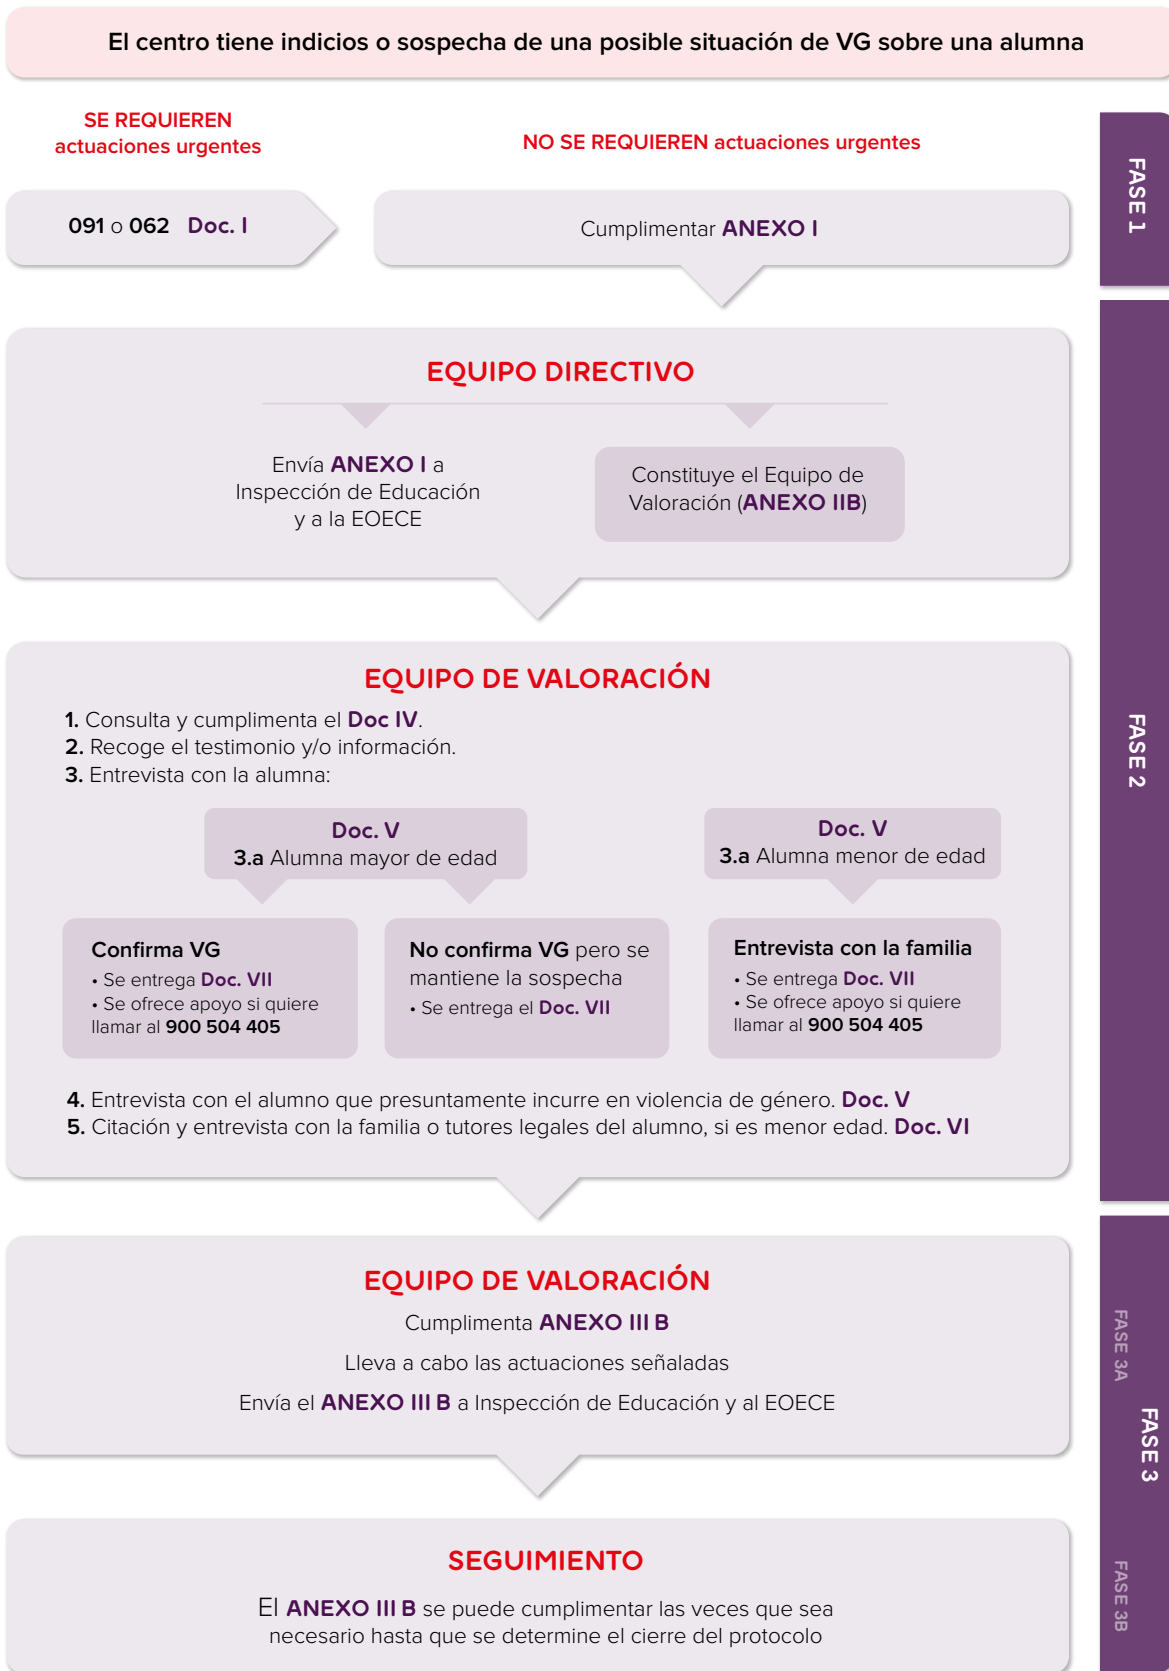 El centro tiene indicios o sospecha de una posible situación de VG sobre una alumna
SE REQUIEREN
actuaciones urgentes
NO SE REQUIEREN actuaciones urgentes
FASE 1
091 o 062 Doc. I
Cumplimentar ANEXO I
EQUIPO DIRECTIVO
Envía ANEXO I a
Inspección de Educación
y a la EOECE
Constituye el Equipo de
Valoración (ANEXO IIB)
FASE 2
EQUIPO DE VALORACIÓN
1. Consulta y cumplimenta el Doc IV.
2. Recoge el testimonio y/o información.
3. Entrevista con la alumna:
Doc. V
3.a Alumna mayor de edad
Doc. V
3.a Alumna menor de edad
Confirma VG
• Se entrega Doc. VII
• Se ofrece apoyo si quiere
llamar al 900 504 405
No confirma VG pero se
mantiene la sospecha
• Se entrega el Doc. VII
Entrevista con la familia
• Se entrega Doc. VII
• Se ofrece apoyo si quiere
llamar al 900 504 405
4. Entrevista con el alumno que presuntamente incurre en violencia de género. Doc. V
5. Citación y entrevista con la familia o tutores legales del alumno, si es menor edad. Doc. VI
EQUIPO DE VALORACIÓN
Cumplimenta ANEXO III B
Lleva a cabo las actuaciones señaladas
Envía el ANEXO III B a Inspección de Educación y al EOECE
FASE 3A
FASE 3
FASE 3B
SEGUIMIENTO
El ANEXO III B se puede cumplimentar las veces que sea
necesario hasta que se determine el cierre del protocolo